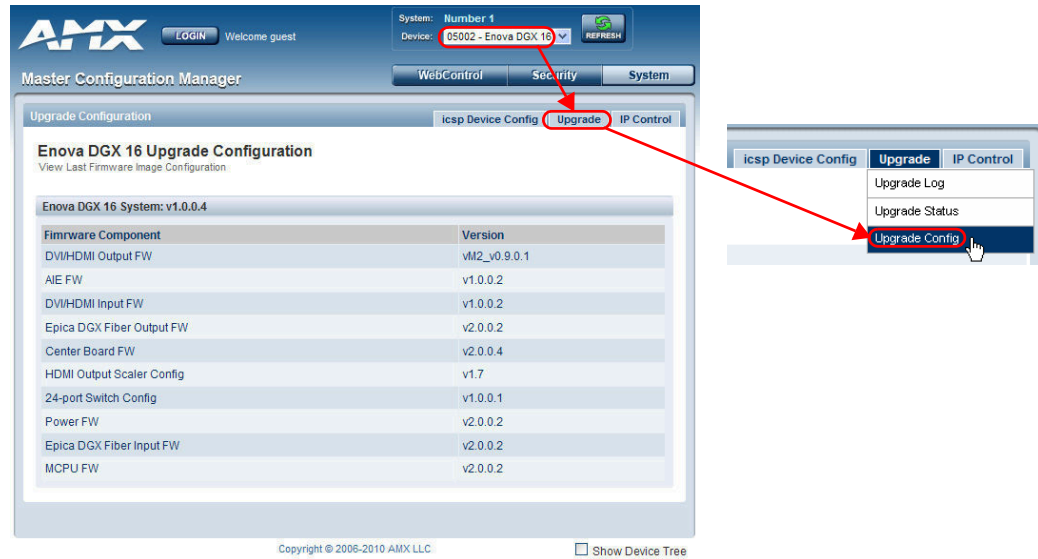 System: Number 1
AMX LOGIN Welcome guest
Device: 05002 - Enova DGX 16 REFRESH
Master Configuration Manager
WebControl Security System
Upgrade Configuration
icsp Device Config Upgrade IP Control
Enova DGX 16 Upgrade Configuration
View Last Firmware Image Configuration
Enova DGX 16 System: v1.0.0.4
Fimrware Component Version
DVI/HDMI Output FW vM2_v0.9.0.1
AIE FW v1.0.0.2
DVI/HDMI Input FW v1.0.0.2
Epica DGX Fiber Output FW v2.0.0.2
Center Board FW v2.0.0.4
HDMI Output Scaler Config v1.7
24-port Switch Config v1.0.0.1
Power FW v2.0.0.2
Epica DGX Fiber Input FW v2.0.0.2
MCPU FW v2.0.0.2
Copyright © 2006-2010 AMX LLC
Show Device Tree
icsp Device Config Upgrade IP Control
Upgrade Log
Upgrade Status
Upgrade Config